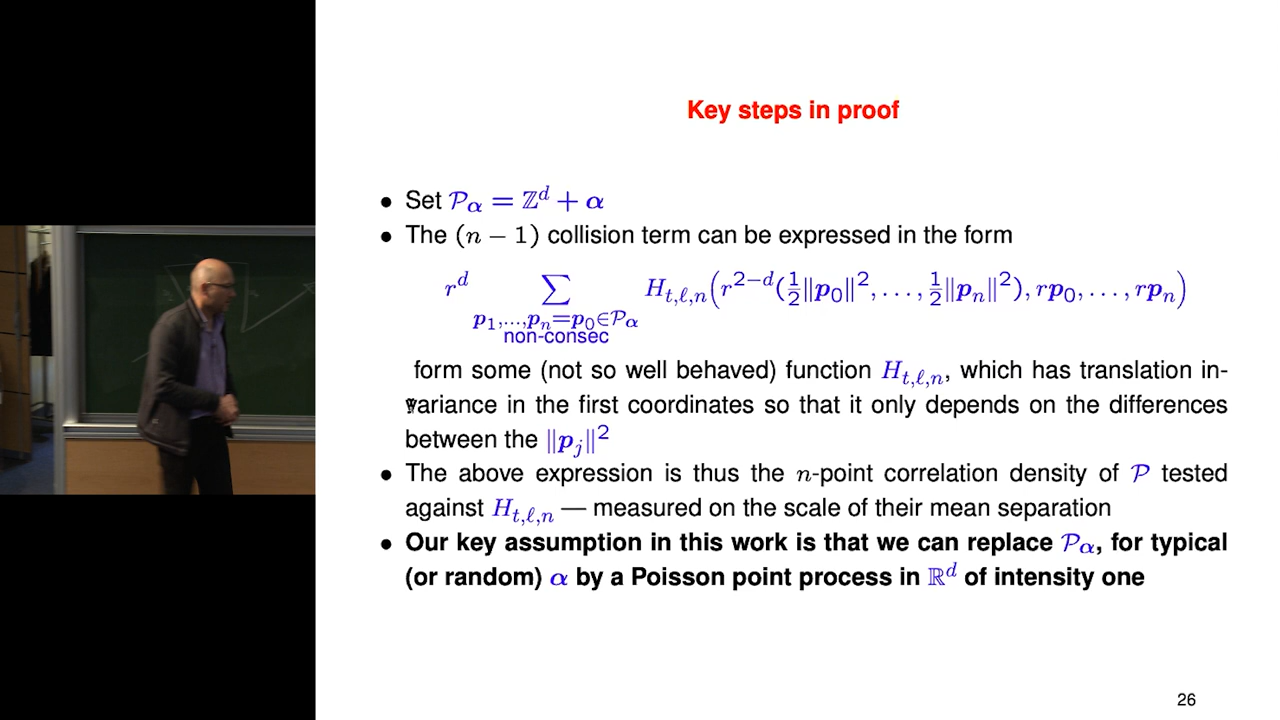 Key steps in proof
• Set 𝒫_α = ℤ^d + α
• The (n − 1) collision term can be expressed in the form
r^d ∑ H_{t,ℓ,n}(r^{2−d}(½‖p_0‖², . . . , ½‖p_n‖²), rp_0, . . . , rp_n)
p_1,...,p_n=p_0∈𝒫_α
non-consec
form some (not so well behaved) function H_{t,ℓ,n}, which has translation in-
variance in the first coordinates so that it only depends on the differences
between the ‖p_j‖²
• The above expression is thus the n-point correlation density of 𝒫 tested
against H_{t,ℓ,n} — measured on the scale of their mean separation
• Our key assumption in this work is that we can replace 𝒫_α, for typical
(or random) α by a Poisson point process in ℝ^d of intensity one
26